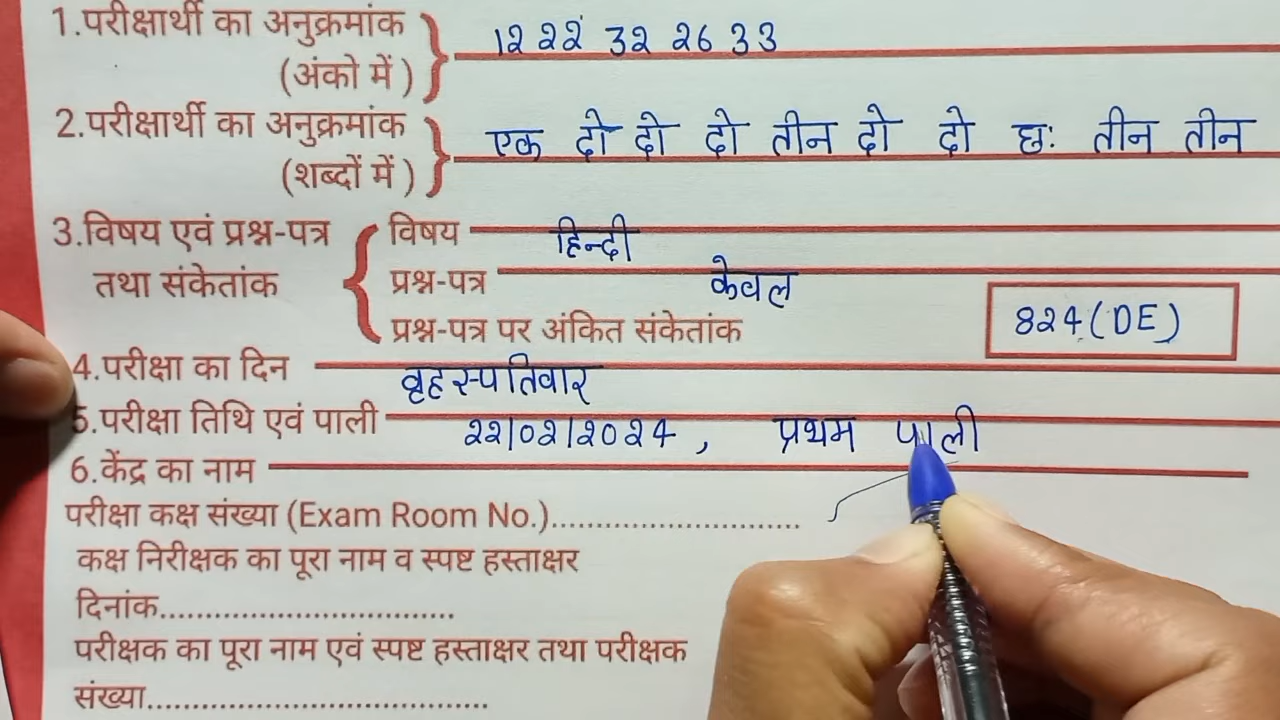 1.परीक्षार्थी का अनुक्रमांक
(अंको में) 12 22 32 26 33
2.परीक्षार्थी का अनुक्रमांक
(शब्दों में) एक दो दो दो तीन दो दो छः तीन तीन
3.विषय एवं प्रश्न-पत्र विषय हिन्दी
तथा संकेतांक प्रश्न-पत्र केवल
प्रश्न-पत्र पर अंकित संकेतांक 824(DE)
4.परीक्षा का दिन बृहस्पतिवार
5.परीक्षा तिथि एवं पाली 22/02/2024, प्रथम पाली
6.केंद्र का नाम
परीक्षा कक्ष संख्या (Exam Room No.)............................
कक्ष निरीक्षक का पूरा नाम व स्पष्ट हस्ताक्षर
दिनांक.................................
परीक्षक का पूरा नाम एवं स्पष्ट हस्ताक्षर तथा परीक्षक
संख्या......................................